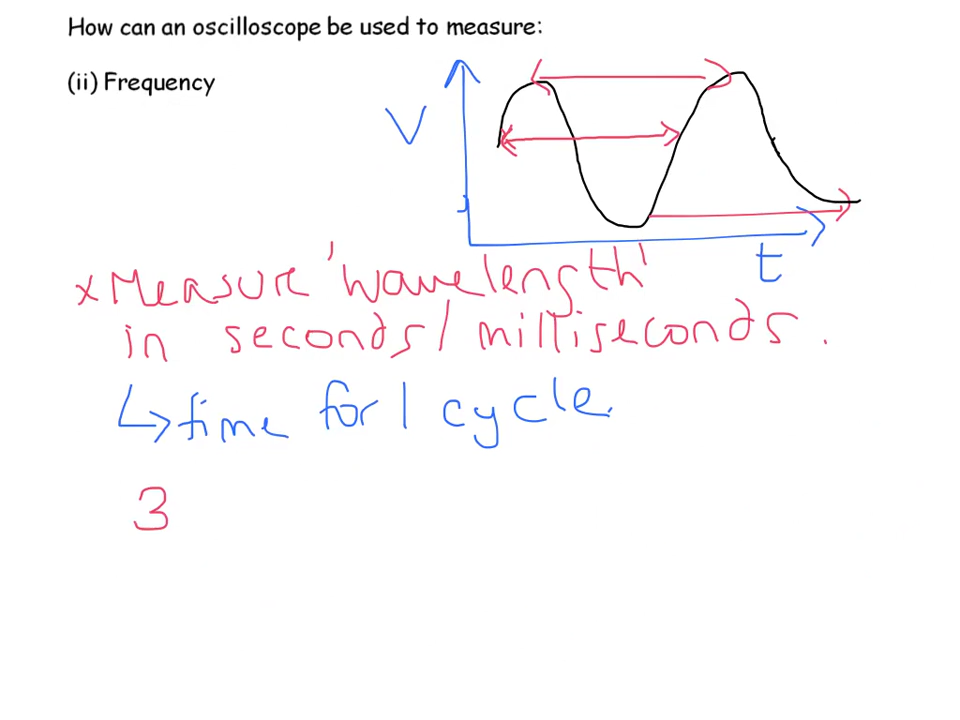 How can an oscilloscope be used to measure:
(ii) Frequency
V
t
x Measure 'wavelength'
in seconds/milliseconds.
↳ time for 1 cycle.
3